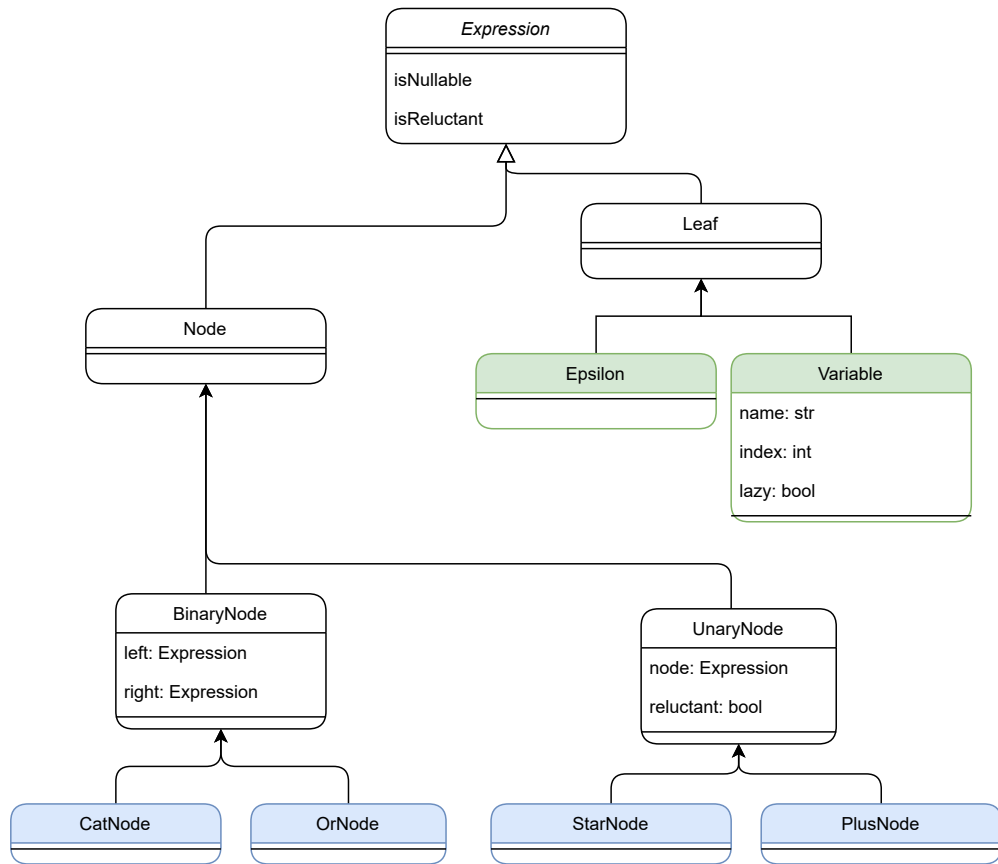 Expression
isNullable
isReluctant
Leaf
Node
Epsilon
Variable
name: str
index: int
lazy: bool
BinaryNode
left: Expression
right: Expression
UnaryNode
node: Expression
reluctant: bool
CatNode
OrNode
StarNode
PlusNode